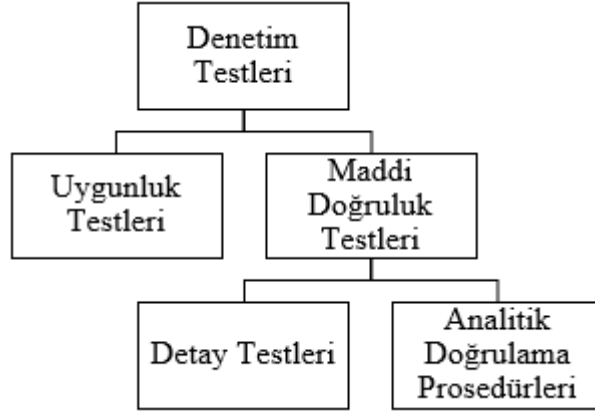 Denetim
Testleri
Uygunluk
Testleri
Maddi
Doğruluk
Testleri
Detay Testleri
Analitik
Doğrulama
Prosedürleri